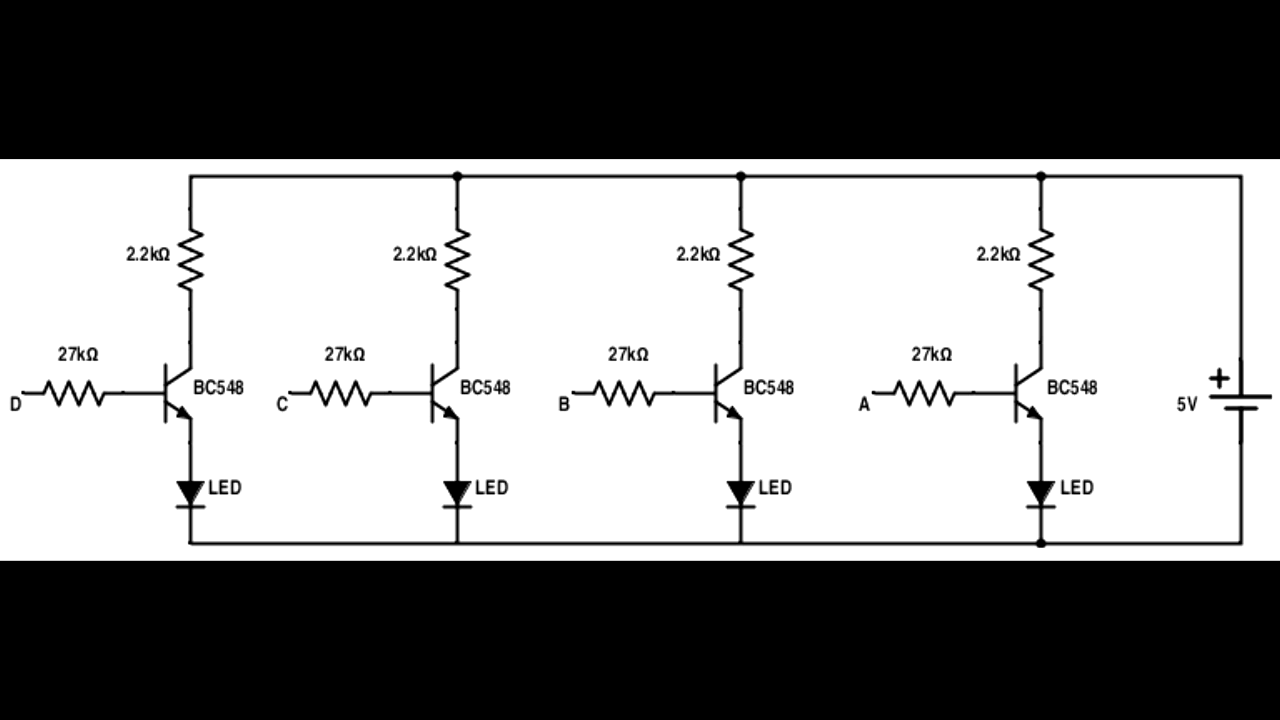 2.2kΩ 2.2kΩ 2.2kΩ 2.2kΩ
27kΩ 27kΩ 27kΩ 27kΩ
D BC548 C BC548 B BC548 A BC548 + 5V
LED LED LED LED